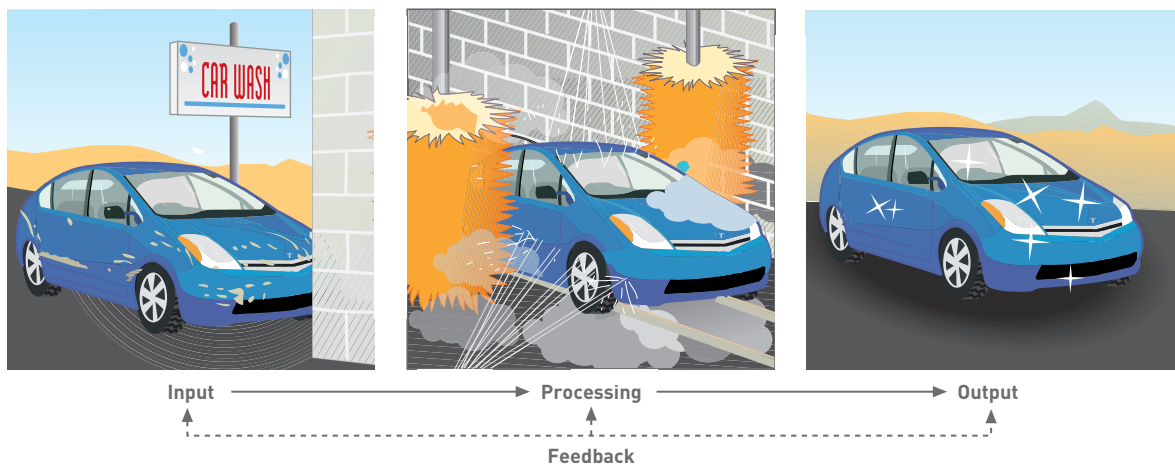 CAR WASH
T
T
Input
Processing
Output
Feedback